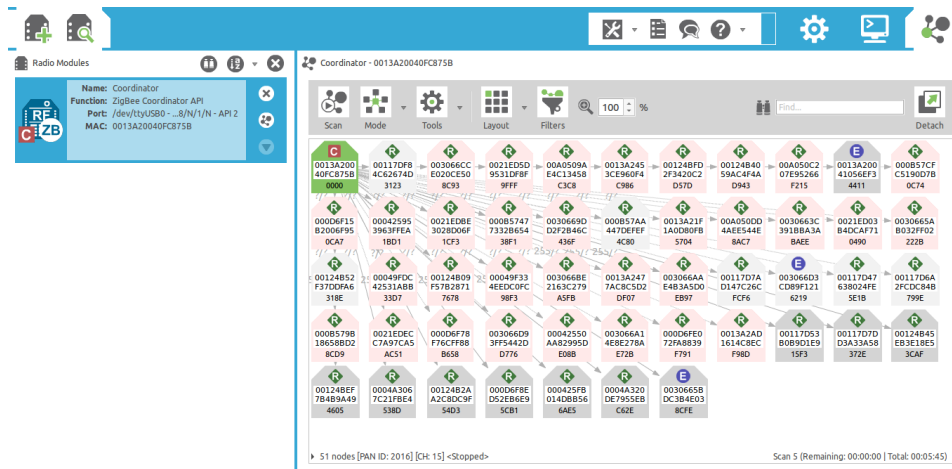 Radio Modules
Name: Coordinator
Function: ZigBee Coordinator API
Port: /dev/ttyUSB0 - ...8/N/1/N - API 2
MAC: 0013A20040FC875B
RF
C ZB
Coordinator - 0013A20040FC875B
Scan Mode Tools Layout Filters 100 % Find... Detach
C R R R R R R R R E R
0013A200 00117DF8 003066CC 0021ED5D 00A0509A 0013A245 00124BFD 00124B40 00A050C2 0013A200 000B57CF
40FC875B 4C62674D E020CE50 9531DF8F E4C13458 3CE960F4 2F3420C2 59AC4F4A 07E95266 41056EF3 C5190D7B
0000 3123 8C93 9FFF C3C8 C986 D57D D943 F215 4411 0C74
R R R R R R R R R R R
000D6F15 00042595 0021EDBE 000B5747 0030669D 000B57AA 0013A21F 00A050DD 0030663C 0021ED03 0030665A
B2006F95 3963FFEA 3028D06F 7332B654 D2F2B46C 447DEFEF 1A0D80FB 4AEE544E 391BBA3A B4DCAF71 B032FF02
0CA7 1BD1 1CF3 38F1 436F 4C80 5704 8AC7 BAEE 0490 222B
R R R R R R R R E R R
00124B52 00049FDC 00124B09 00049F33 003066BE 0013A247 003066AA 00117D7A 003066D3 00117D47 00117D6A
F37DDFA6 42531ABB F57B2871 4EEDC0FC 2163C279 7AC8C5D2 E4B3A5D0 D147C26C CD89F121 638024FE 2FCDC84B
318E 33D7 7678 98F3 A5FB DF07 EB97 FCF6 6219 5E1B 799E
R R R R R R R R R R R
000B579B 0021EDEC 000D6F78 003066D9 00042550 003066A1 000D6FE0 0013A2AD 00117D53 00117D7D 00124B45
18658BD2 C7A97CA5 F76CFF88 3FF5442D AA82995D 4E8E278A 72FA8839 1614C8EC B0B9D1E9 D3A33A58 EB3E18E5
8CD9 AC51 B658 D776 E08B E72B F791 F98D 15F3 372E 3CAF
R R R R R R E
00124BEF 0004A306 00124B2A 000D6F8E 000425FB 0004A320 0030665B
7B4B9A49 7C21FBE4 A2C8DC9F D52EB6E9 014DBB56 DE7955EB DC3B4E03
4605 538D 54D3 5CB1 6AE5 C62E 8CFE
51 nodes [PAN ID: 2016] [CH: 15] <Stopped> Scan 5 (Remaining: 00:00:00 | Total: 00:05:45)